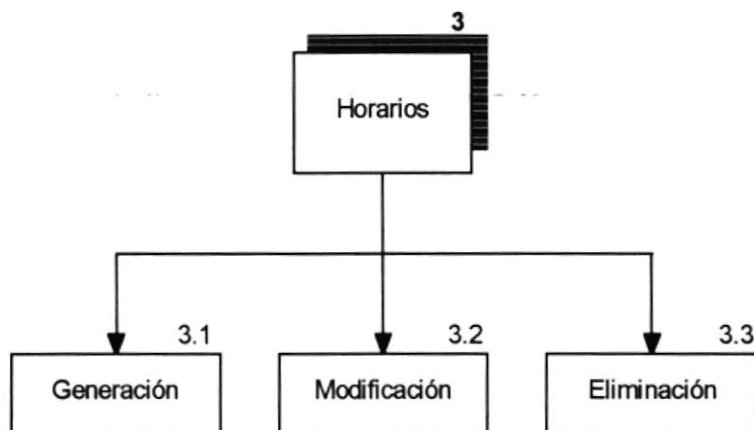 3
Horarios
3.1
3.2
3.3
Generación
Modificación
Eliminación